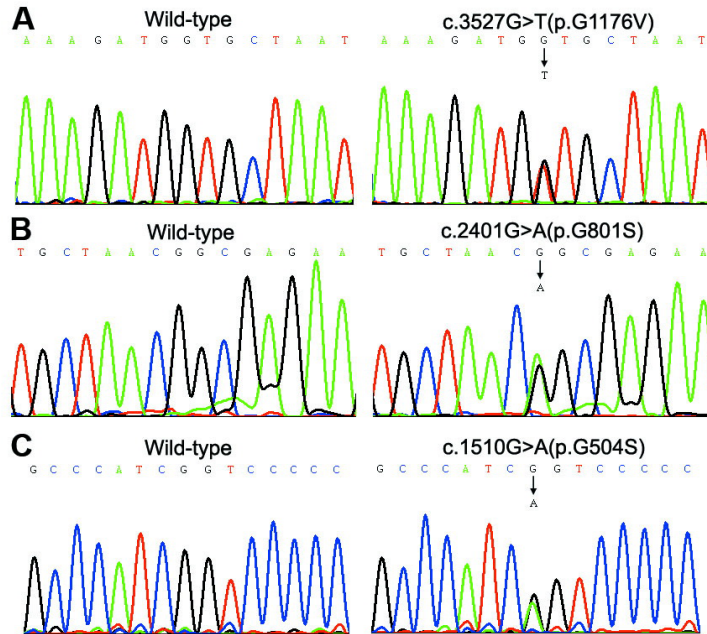 A
Wild-type
c.3527G>T(p.G1176V)
A A A G A T G G T G C T A A T
A A A G A T G G T G C T A A T
T
B
Wild-type
c.2401G>A(p.G801S)
T G C T A A C G G C G A G A A
T G C T A A C G G C G A G A A
A
C
Wild-type
c.1510G>A(p.G504S)
G C C C A T C G G T C C C C C
G C C C A T C G G T C C C C C
A